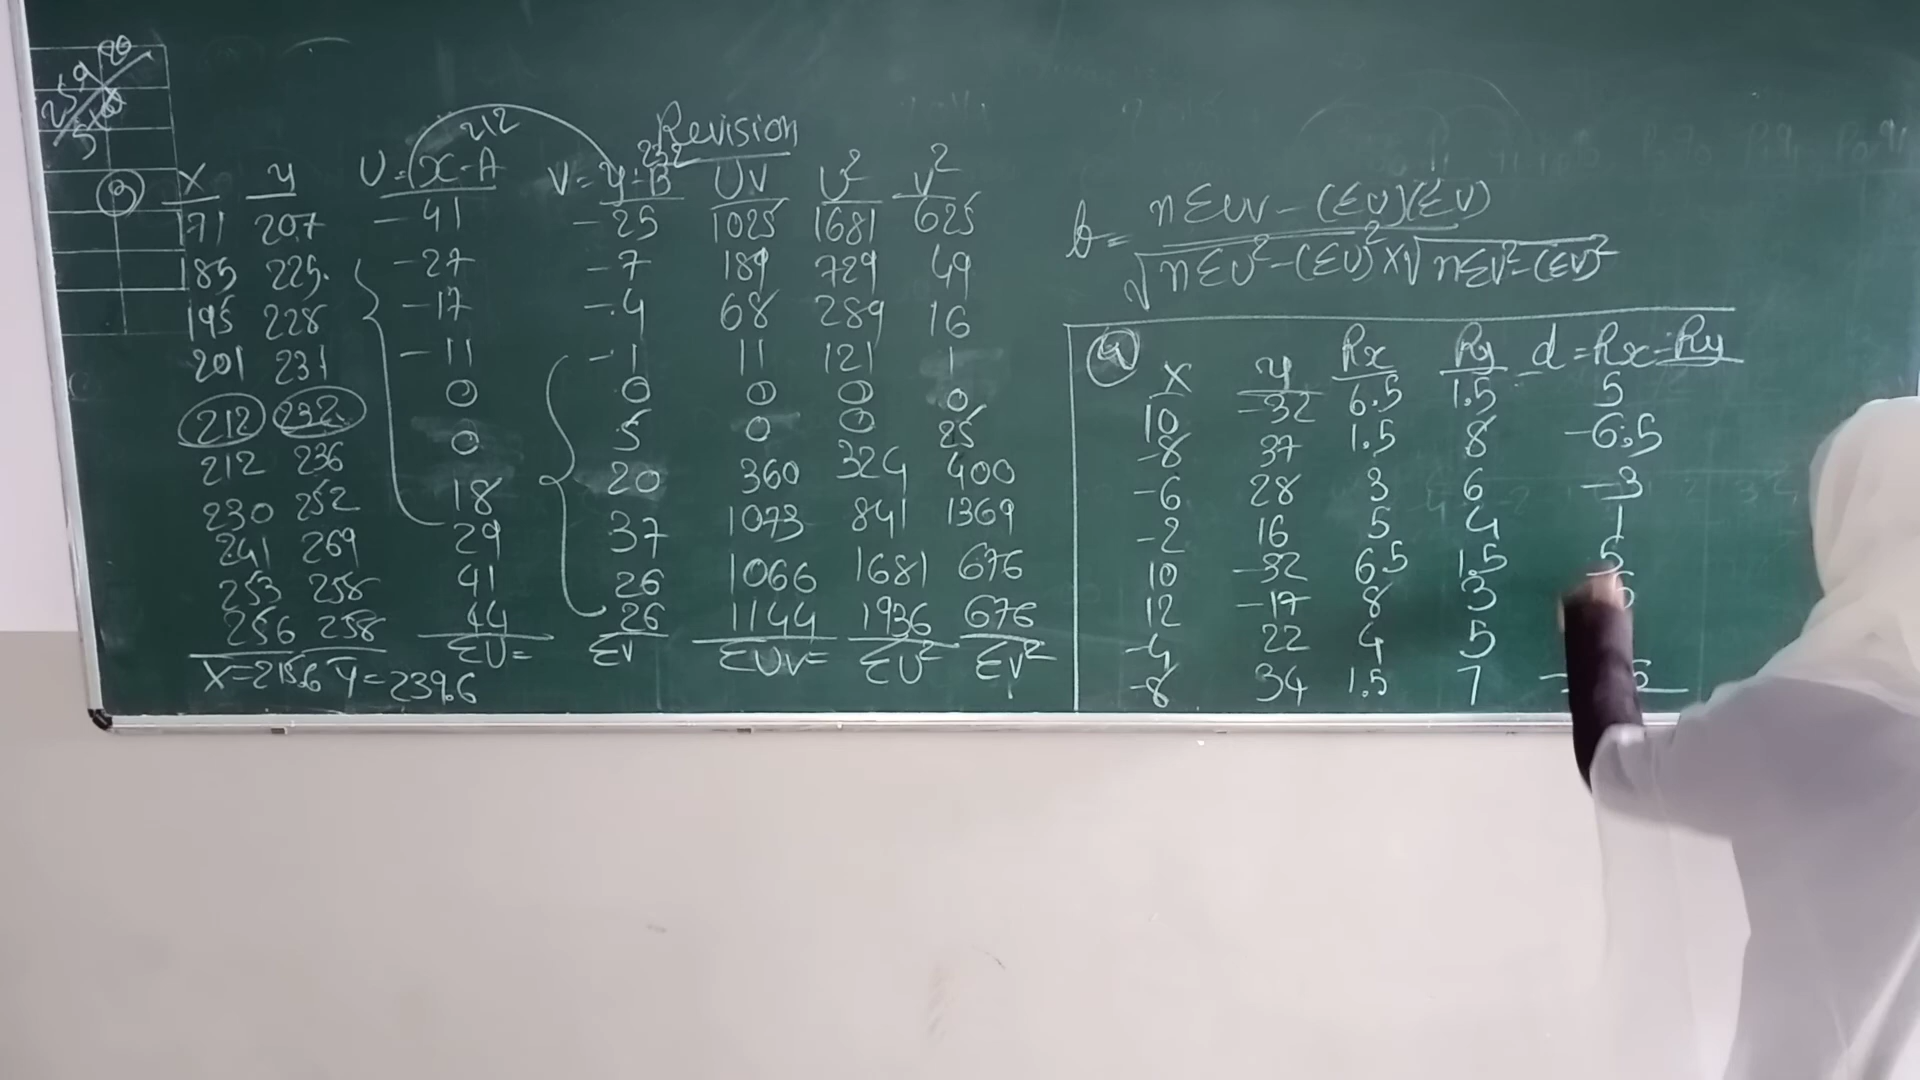 Revision
③ x y U = x-A V = y-B UV U² V²
212 232
171 207 -41 -25 1025 1681 625
185 225. -27 -7 189 729 49
195 228 -17 -4 68 289 16
201 231 -11 -1 11 121 1
212 232 0 0 0 0 0
212 236 0 5 0 0 25
230 252 18 20 360 324 400
241 269 29 37 1073 841 1369
253 258 41 26 1066 1681 676
256 258 44 26 1144 1936 676
X=215.6 Y=239.6 ΣU= ΣV ΣUV= ΣU² ΣV²
nΣUV-(ΣU)(ΣV)
√nΣU²-(ΣU)² X √nΣV²-(ΣV)²
④ x y Rx Ry d=Rx-Ry
10 -32 6.5 1.5 5
-8 37 1.5 8 -6.5
-6 28 3 6 -3
-2 16 5 4 1
10 -32 6.5 1.5 5
12 -17 8 3
-4 22 4 5
-8 34 1.5 7